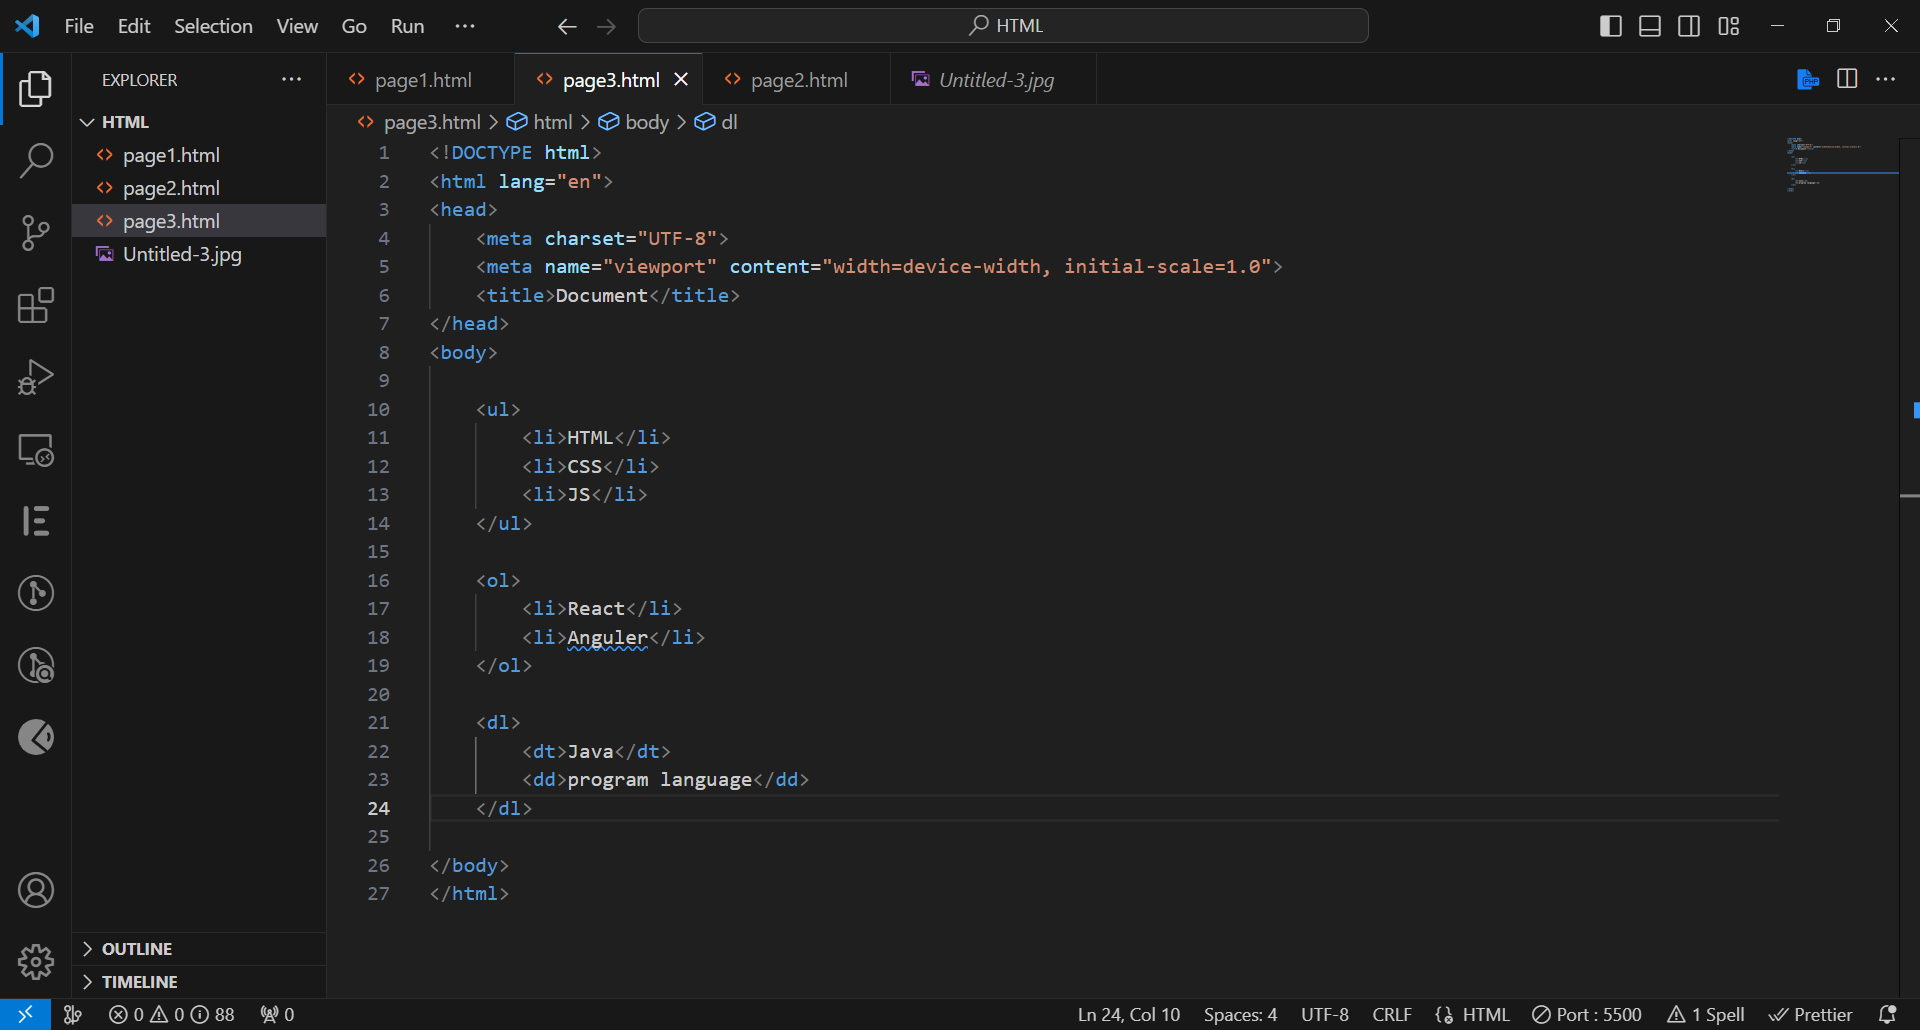 File Edit Selection View Go Run ··· HTML
EXPLORER ···
HTML
page1.html
page2.html
page3.html
Untitled-3.jpg
OUTLINE
TIMELINE
page1.html page3.html page2.html Untitled-3.jpg
page3.html > html > body > dl
1 <!DOCTYPE html>
2 <html lang="en">
3 <head>
4 <meta charset="UTF-8">
5 <meta name="viewport" content="width=device-width, initial-scale=1.0">
6 <title>Document</title>
7 </head>
8 <body>
9
10 <ul>
11 <li>HTML</li>
12 <li>CSS</li>
13 <li>JS</li>
14 </ul>
15
16 <ol>
17 <li>React</li>
18 <li>Anguler</li>
19 </ol>
20
21 <dl>
22 <dt>Java</dt>
23 <dd>program language</dd>
24 </dl>
25
26 </body>
27 </html>
0 0 88 0 Ln 24, Col 10 Spaces: 4 UTF-8 CRLF {} HTML Port : 5500 1 Spell Prettier